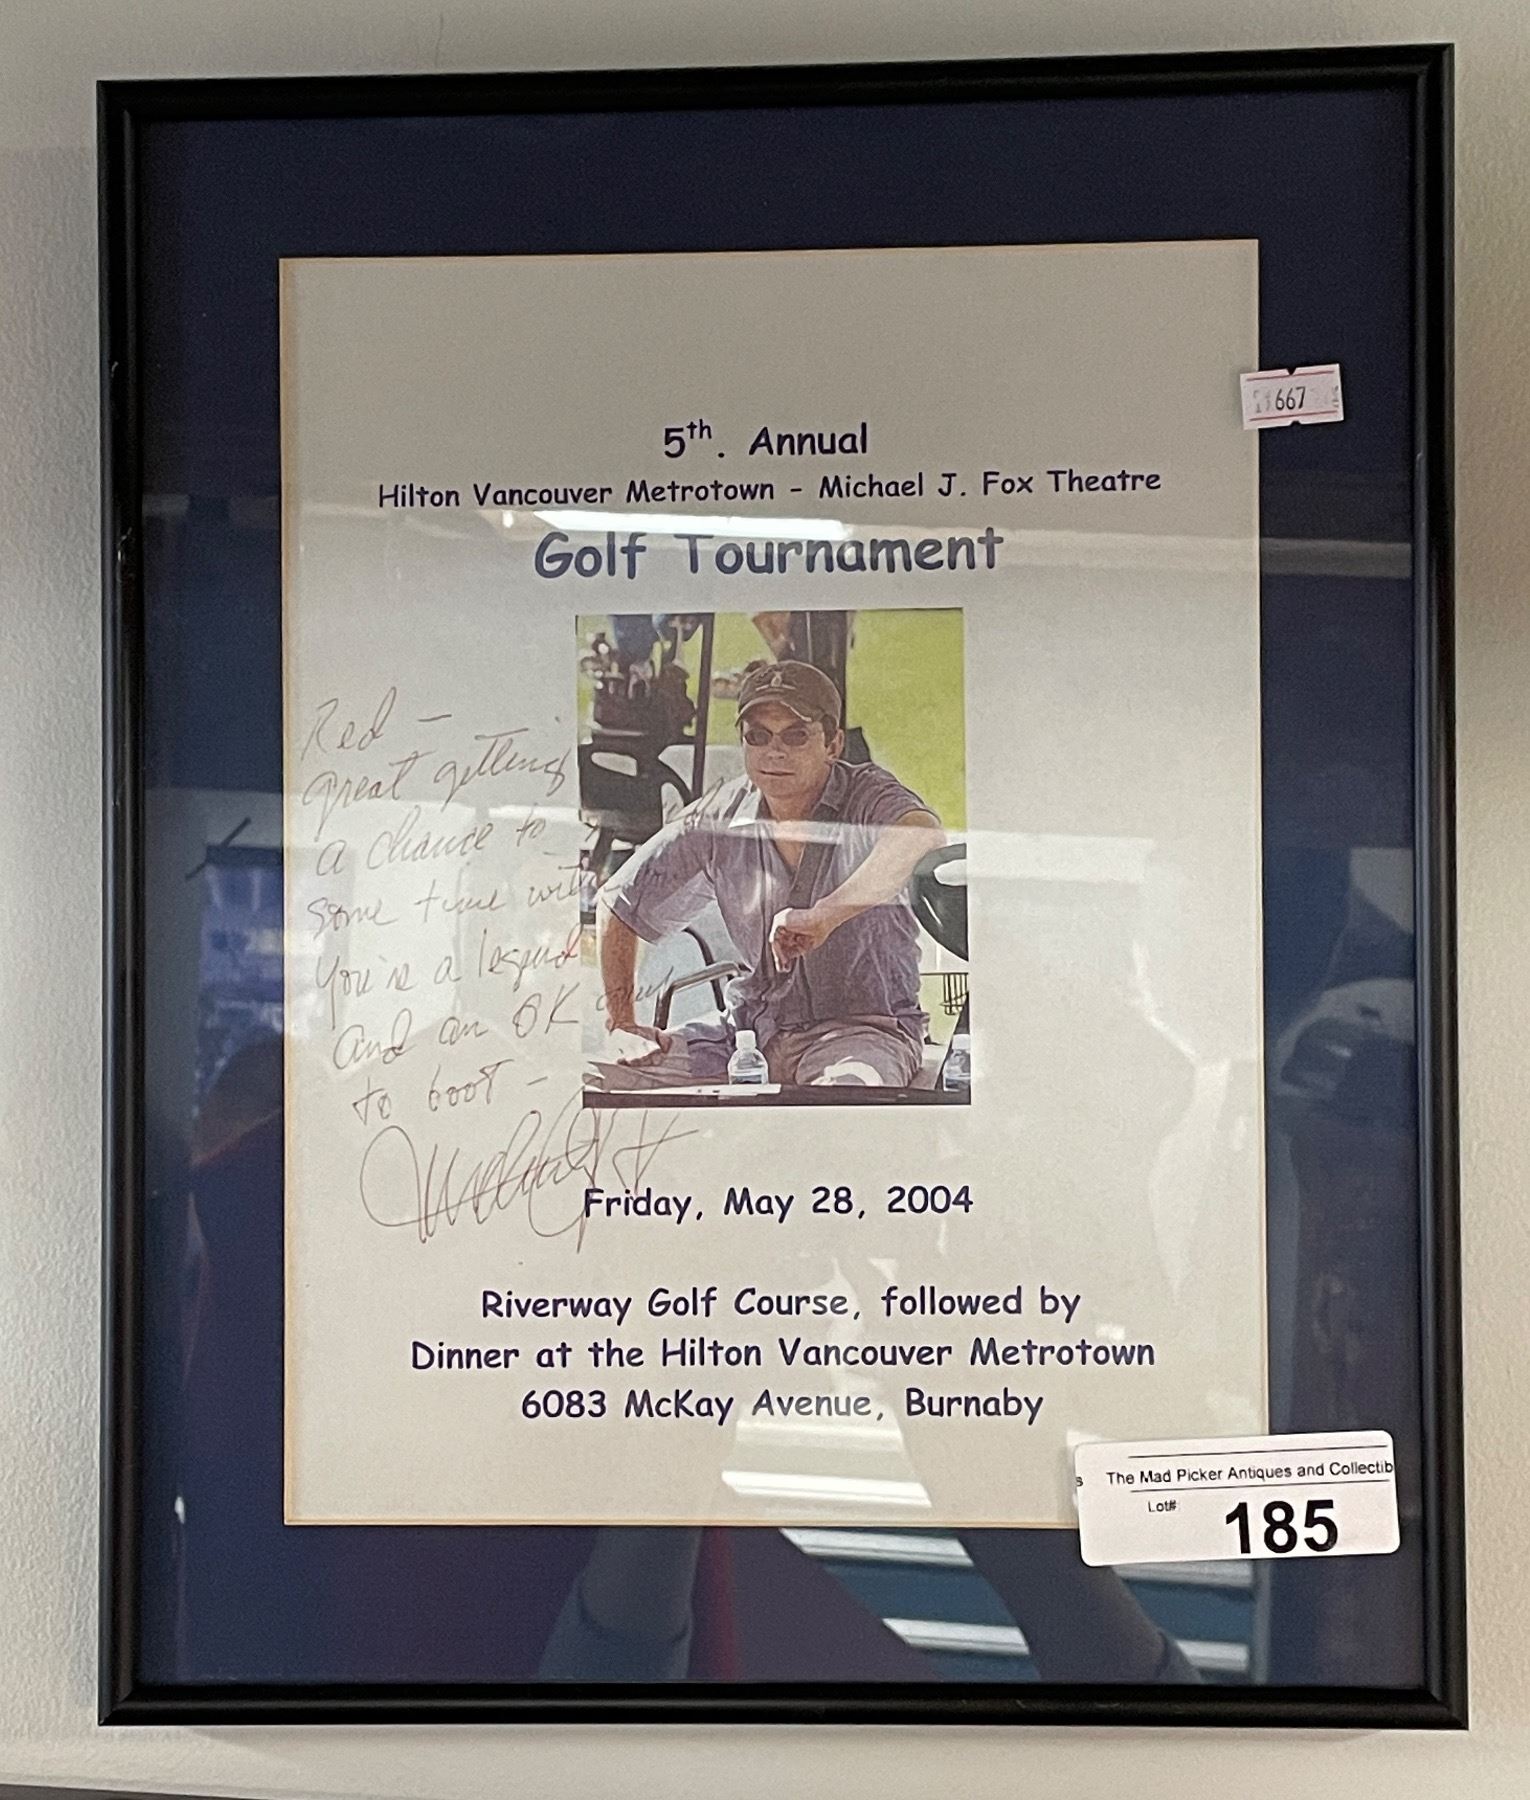 5th. Annual
Hilton Vancouver Metrotown - Michael J. Fox Theatre
Golf Tournament
667
Red -
great getting
a chance to
some time with
You're a legend
and an OK
to boot -
Friday, May 28, 2004
Riverway Golf Course, followed by
Dinner at the Hilton Vancouver Metrotown
6083 McKay Avenue, Burnaby
s The Mad Picker Antiques and Collectib
Lot#
185